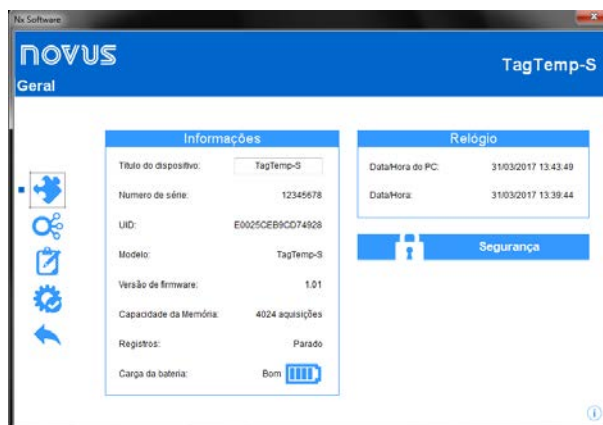 Nx Software
novus
TagTemp-S
Geral
Informações
Título do dispositivo: TagTemp-S
Numero de série: 12345678
UID: E0025CEB9CD74928
Modelo: TagTemp-S
Versão de firmware: 1.01
Capacidade da Memória: 4024 aquisições
Registros: Parado
Carga da bateria: Bom
Relógio
Data/Hora do PC: 31/03/2017 13:43:49
Data/Hora: 31/03/2017 13:39:44
Segurança